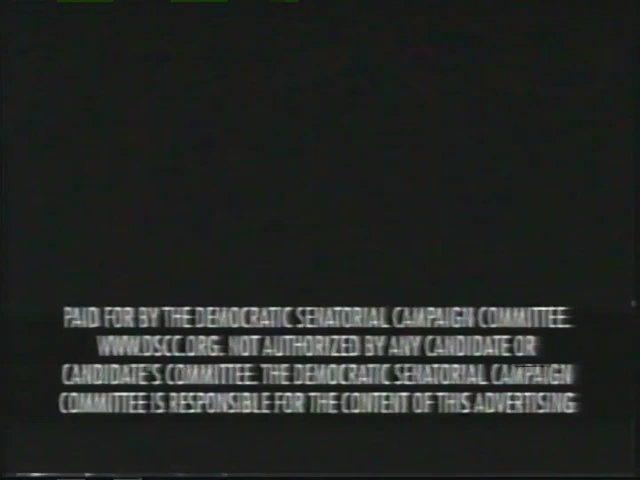 PAID FOR BY THE DEMOCRATIC SENATORIAL CAMPAIGN COMMITTEE.
WWW.DSCC.ORG. NOT AUTHORIZED BY ANY CANDIDATE OR
CANDIDATE'S COMMITTEE. THE DEMOCRATIC SENATORIAL CAMPAIGN
COMMITTEE IS RESPONSIBLE FOR THE CONTENT OF THIS ADVERTISING